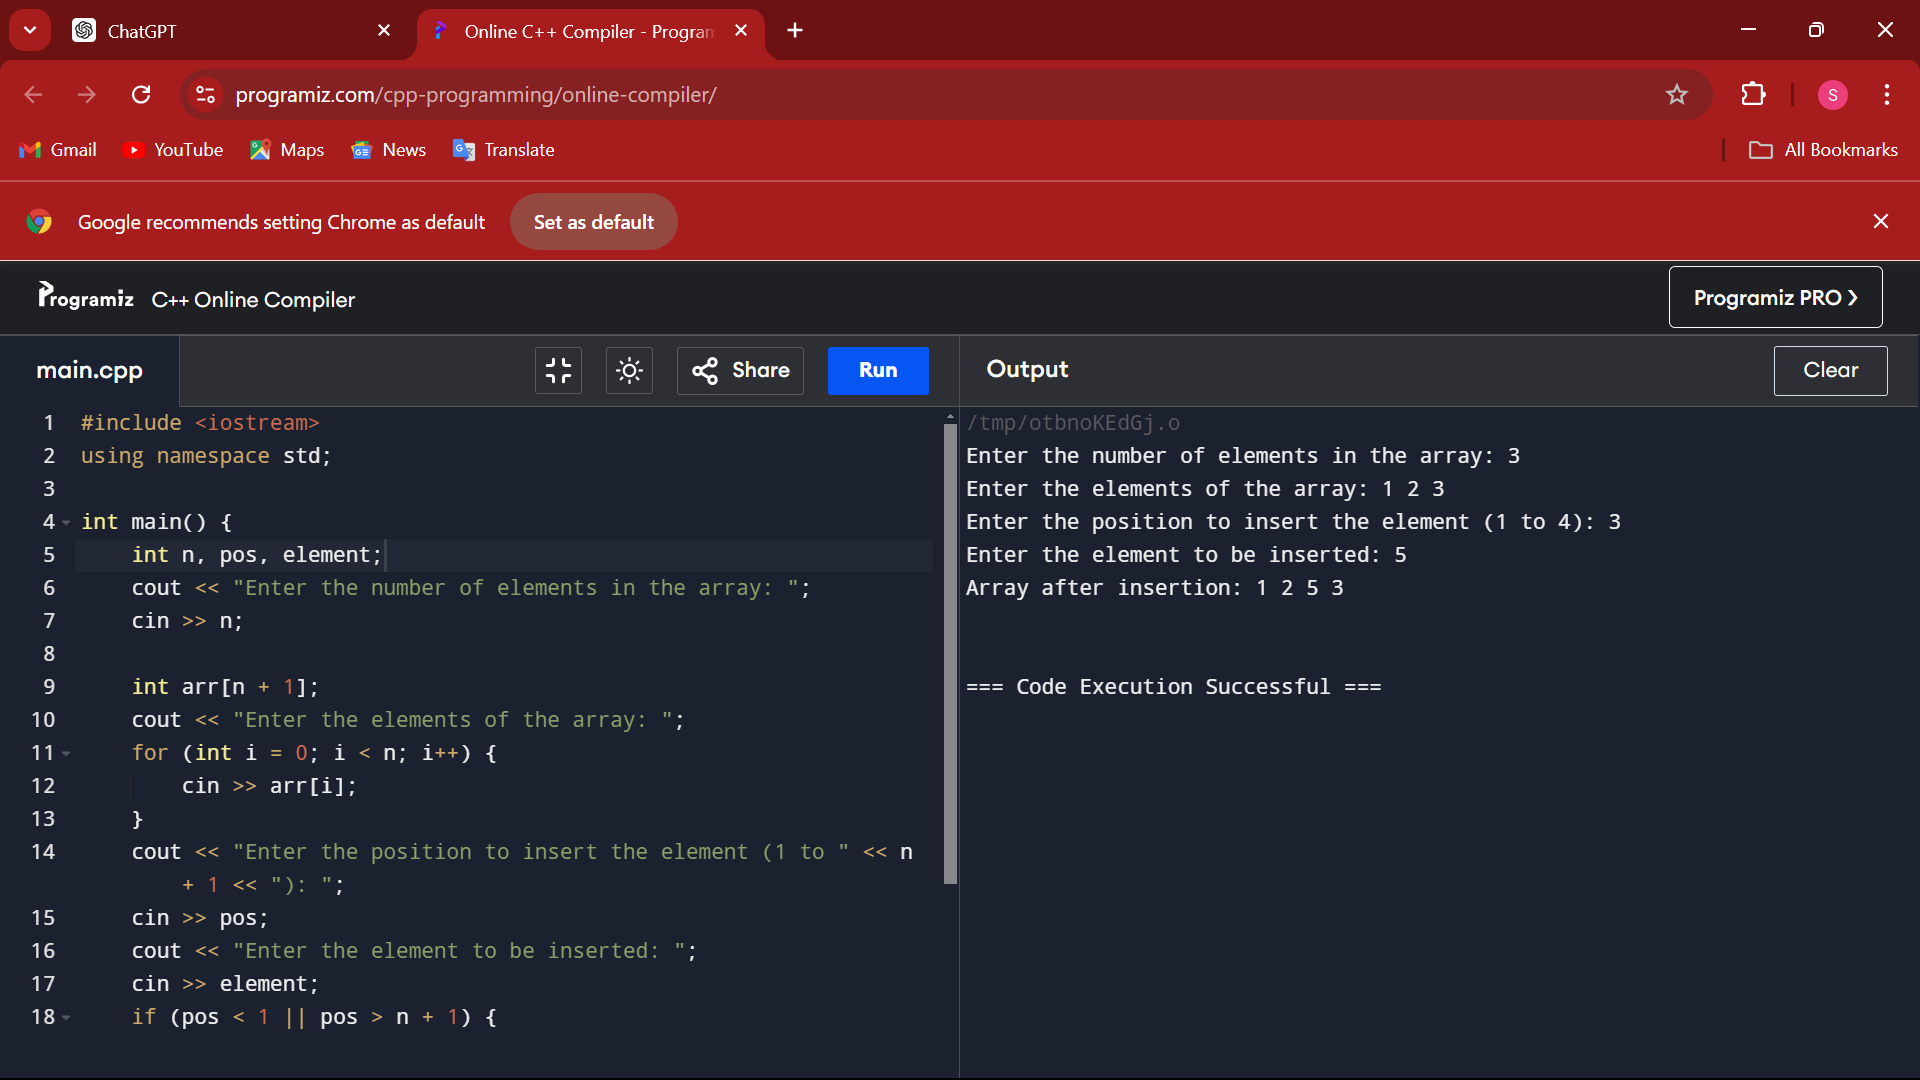 ChatGPT
Online C++ Compiler - Program
programiz.com/cpp-programming/online-compiler/
S
Gmail
YouTube
Maps
News
Translate
All Bookmarks
Google recommends setting Chrome as default
Set as default
Programiz C++ Online Compiler
Programiz PRO ❯
main.cpp
Share
Run
Output
Clear
1 #include <iostream>
2 using namespace std;
3
4 int main() {
5     int n, pos, element;
6     cout << "Enter the number of elements in the array: ";
7     cin >> n;
8
9     int arr[n + 1];
10     cout << "Enter the elements of the array: ";
11     for (int i = 0; i < n; i++) {
12         cin >> arr[i];
13     }
14     cout << "Enter the position to insert the element (1 to " << n
        + 1 << "): ";
15     cin >> pos;
16     cout << "Enter the element to be inserted: ";
17     cin >> element;
18     if (pos < 1 || pos > n + 1) {
/tmp/otbnoKEdGj.o
Enter the number of elements in the array: 3
Enter the elements of the array: 1 2 3
Enter the position to insert the element (1 to 4): 3
Enter the element to be inserted: 5
Array after insertion: 1 2 5 3
=== Code Execution Successful ===